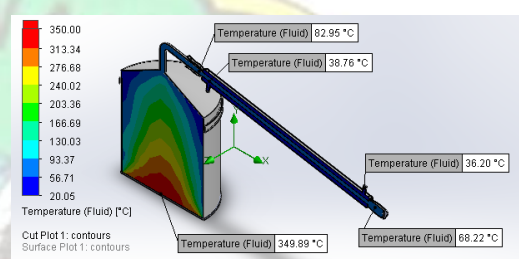 350.00
313.34
276.68
240.02
203.36
166.69
130.03
93.37
56.71
20.05
Temperature (Fluid) [°C]
Cut Plot 1: contours
Surface Plot 1: contours
Temperature (Fluid) 82.95 °C
Temperature (Fluid) 38.76 °C
Y
Z
X
Temperature (Fluid) 36.20 °C
Temperature (Fluid) 68.22 °C
Temperature (Fluid) 349.89 °C